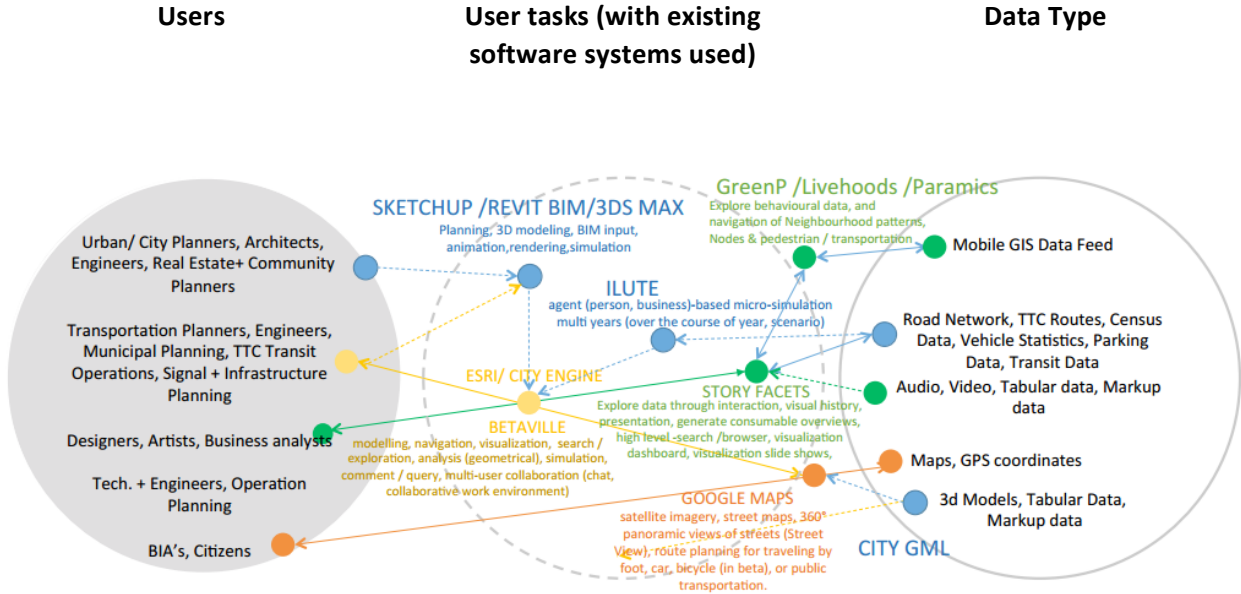 Users
User tasks (with existing
software systems used)
Data Type
Urban/ City Planners, Architects,
Engineers, Real Estate+ Community
Planners
Transportation Planners, Engineers,
Municipal Planning, TTC Transit
Operations, Signal + Infrastructure
Planning
Designers, Artists, Business analysts
Tech. + Engineers, Operation
Planning
BIA's, Citizens
SKETCHUP /REVIT BIM/3DS MAX
Planning, 3D modeling, BIM input,
animation,rendering,simulation
GreenP /Livehoods /Paramics
Explore behavioural data, and
navigation of Neighbourhood patterns,
Nodes & pedestrian / transportation
ILUTE
agent (person, business)-based micro-simulation
multi years (over the course of year, scenario)
ESRI/ CITY ENGINE
BETAVILLE
modelling, navigation, visualization, search /
exploration, analysis (geometrical), simulation,
comment / query, multi-user collaboration (chat,
collaborative work environment)
STORY FACETS
Explore data through interaction, visual history,
presentation, generate consumable overviews,
high level -search /browser, visualization
dashboard, visualization slide shows,
GOOGLE MAPS
satellite imagery, street maps, 360°
panoramic views of streets (Street
View), route planning for traveling by
foot, car, bicycle (in beta), or public
transportation.
Mobile GIS Data Feed
Road Network, TTC Routes, Census
Data, Vehicle Statistics, Parking
Data, Transit Data
Audio, Video, Tabular data, Markup
data
Maps, GPS coordinates
3d Models, Tabular Data,
Markup data
CITY GML